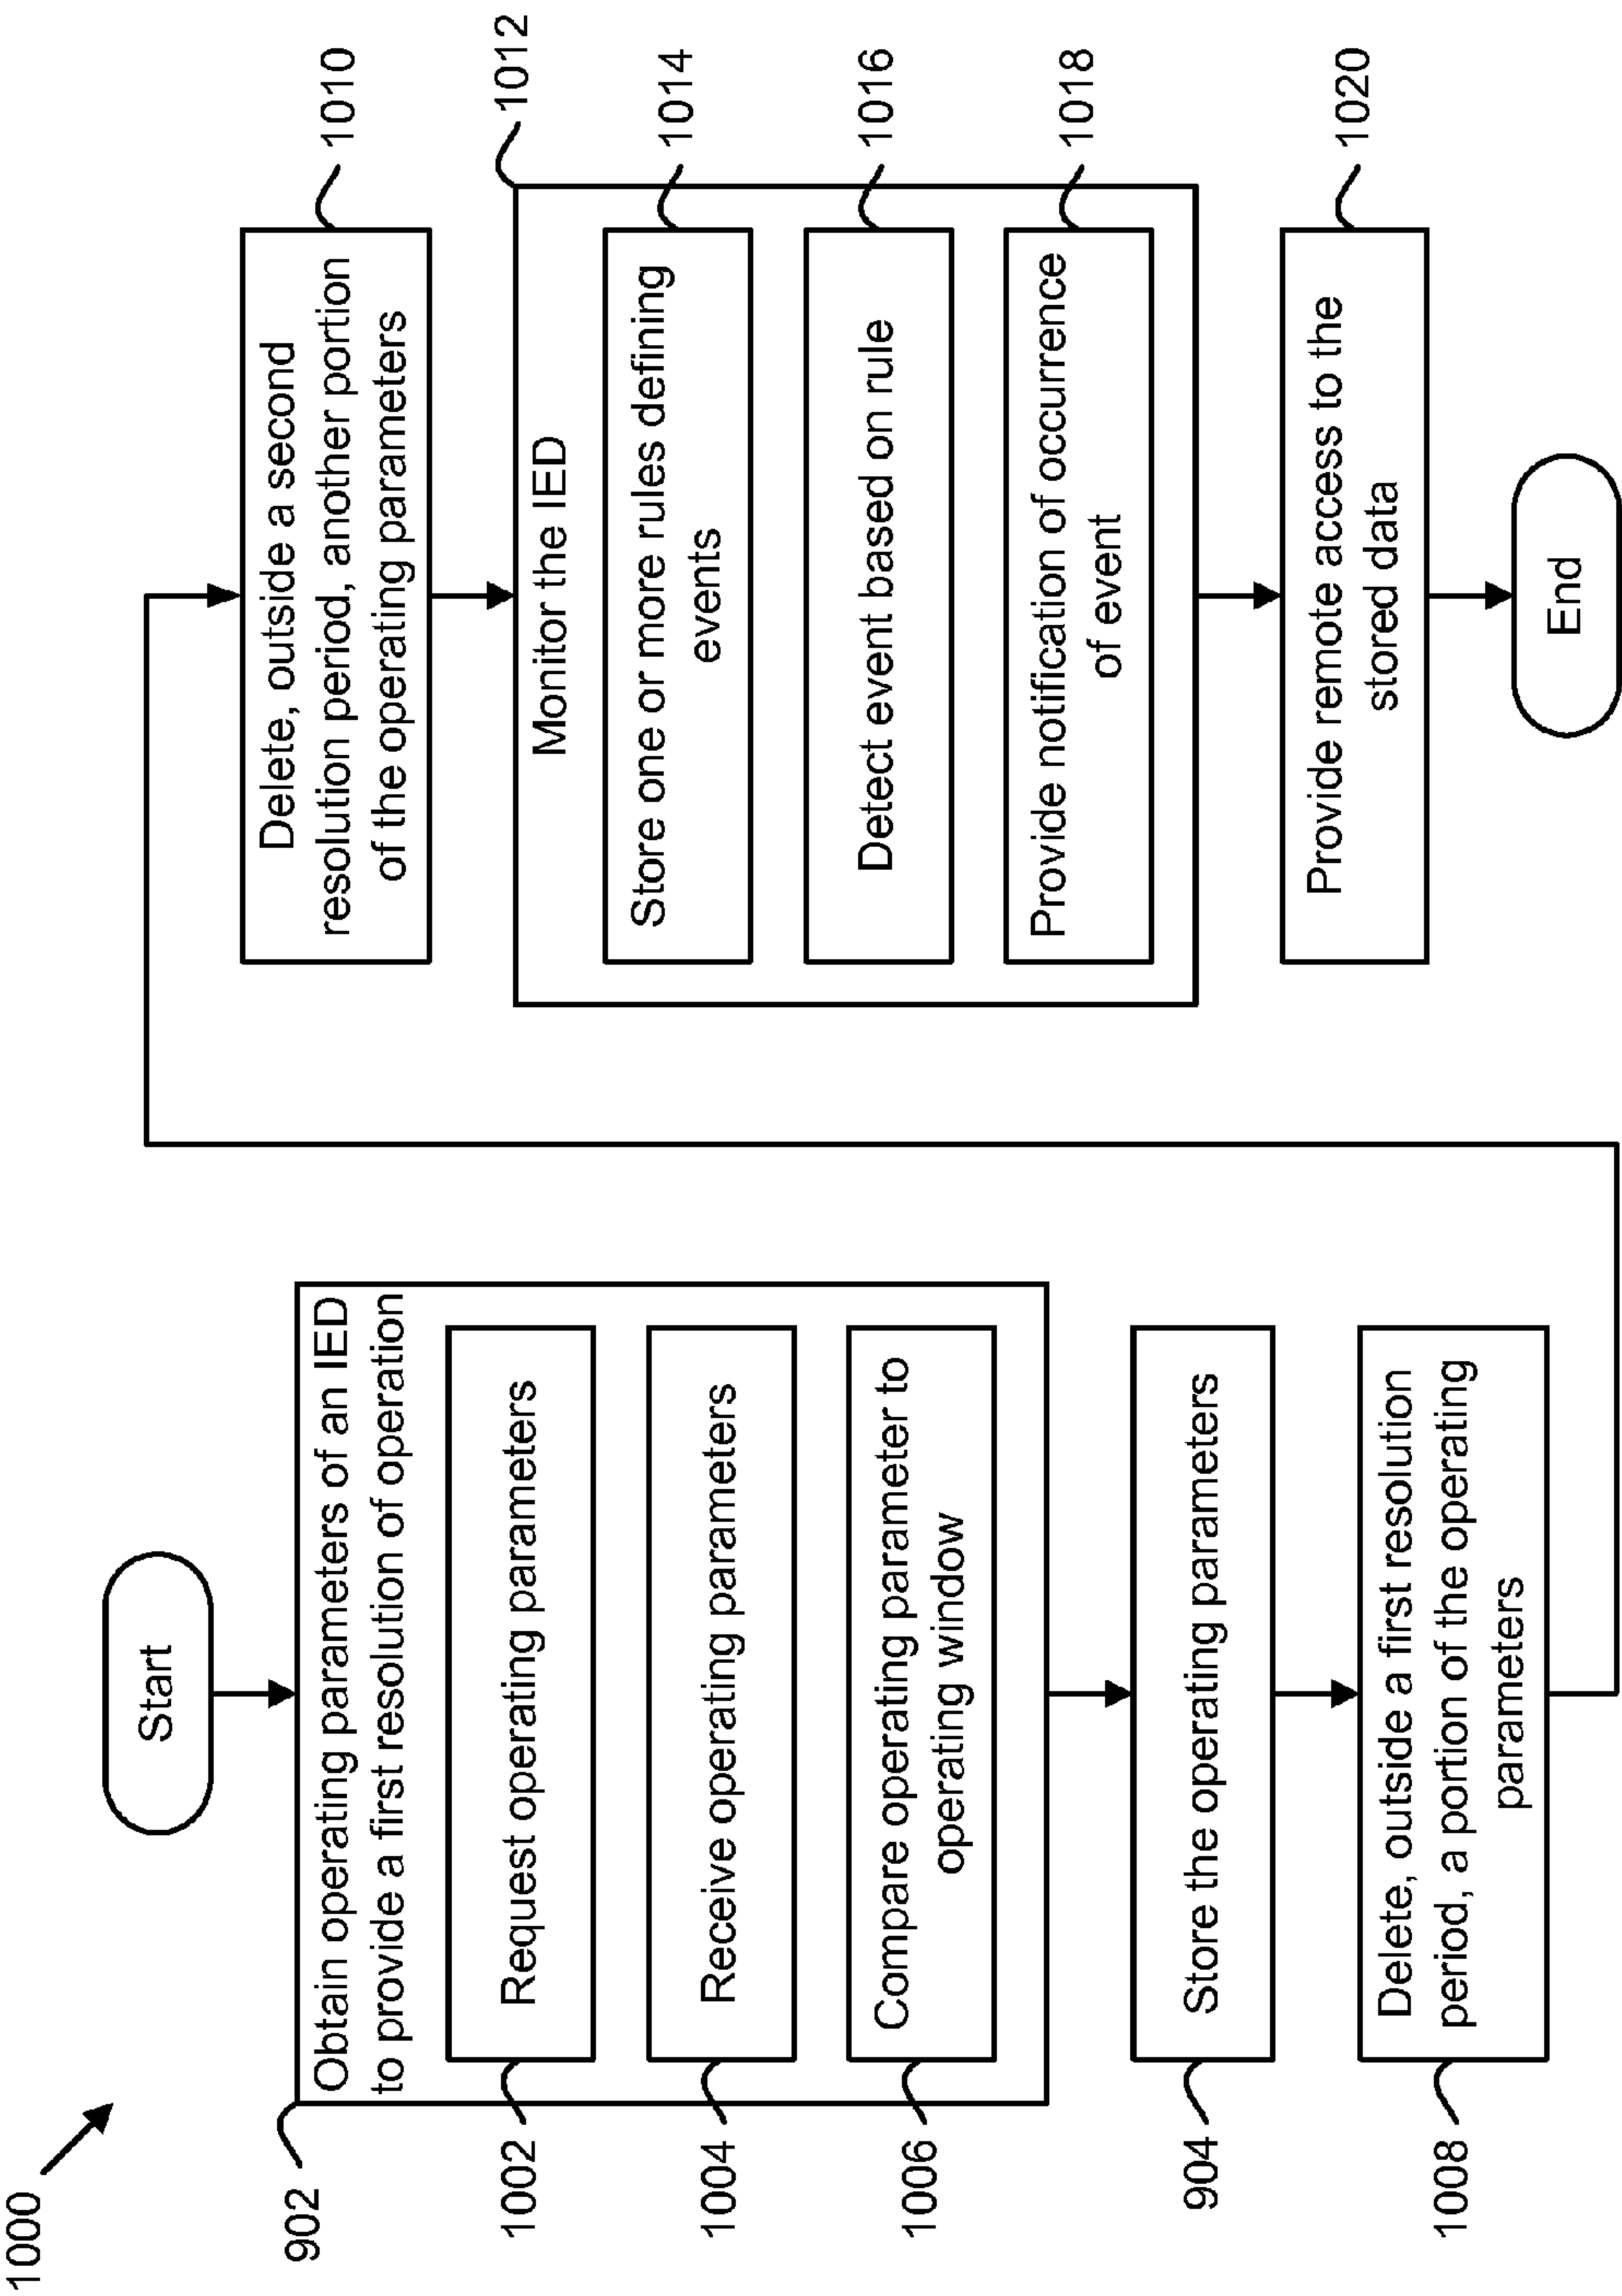 1000
Start
902
Obtain operating parameters of an IED
to provide a first resolution of operation
1002
Request operating parameters
1004
Receive operating parameters
1006
Compare operating parameter to
operating window
904
Store the operating parameters
1008
Delete, outside a first resolution
period, a portion of the operating
parameters
1010
Delete, outside a second
resolution period, another portion
of the operating parameters
1012
Monitor the IED
1014
Store one or more rules defining
events
1016
Detect event based on rule
1018
Provide notification of occurrence
of event
1020
Provide remote access to the
stored data
End